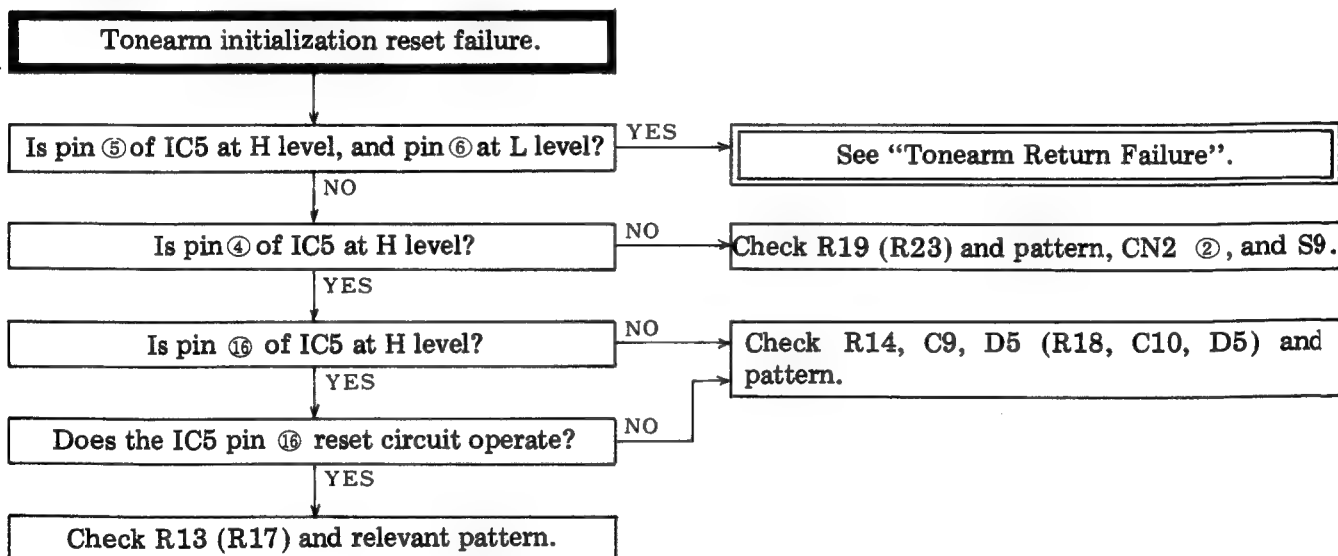 Tonearm initialization reset failure.
Is pin ⑤ of IC5 at H level, and pin ⑥ at L level?
YES
See “Tonearm Return Failure”.
NO
Is pin ④ of IC5 at H level?
NO
Check R19 (R23) and pattern, CN2 ②, and S9.
YES
Is pin ⑯ of IC5 at H level?
NO
Check R14, C9, D5 (R18, C10, D5) and
pattern.
YES
Does the IC5 pin ⑯ reset circuit operate?
NO
YES
Check R13 (R17) and relevant pattern.